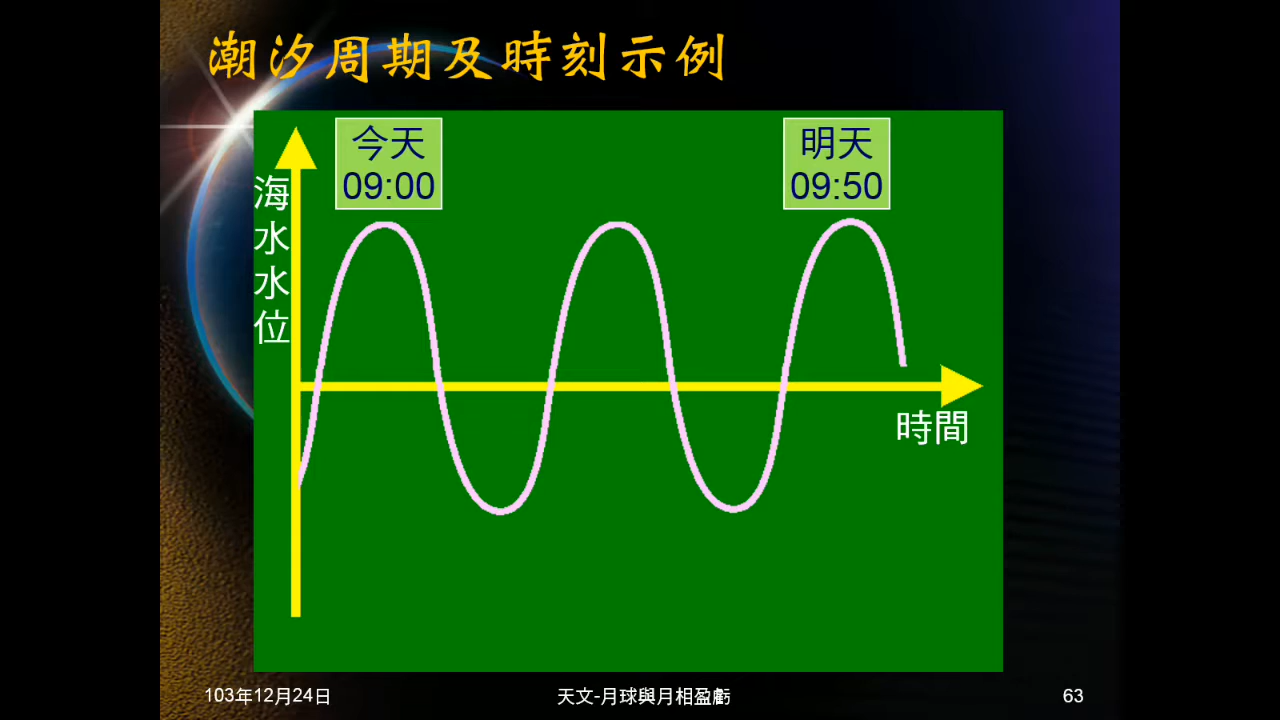 潮汐周期及時刻示例
今天
09:00
明天
09:50
海
水
水
位
時間
103年12月24日
天文-月球與月相盈虧
63